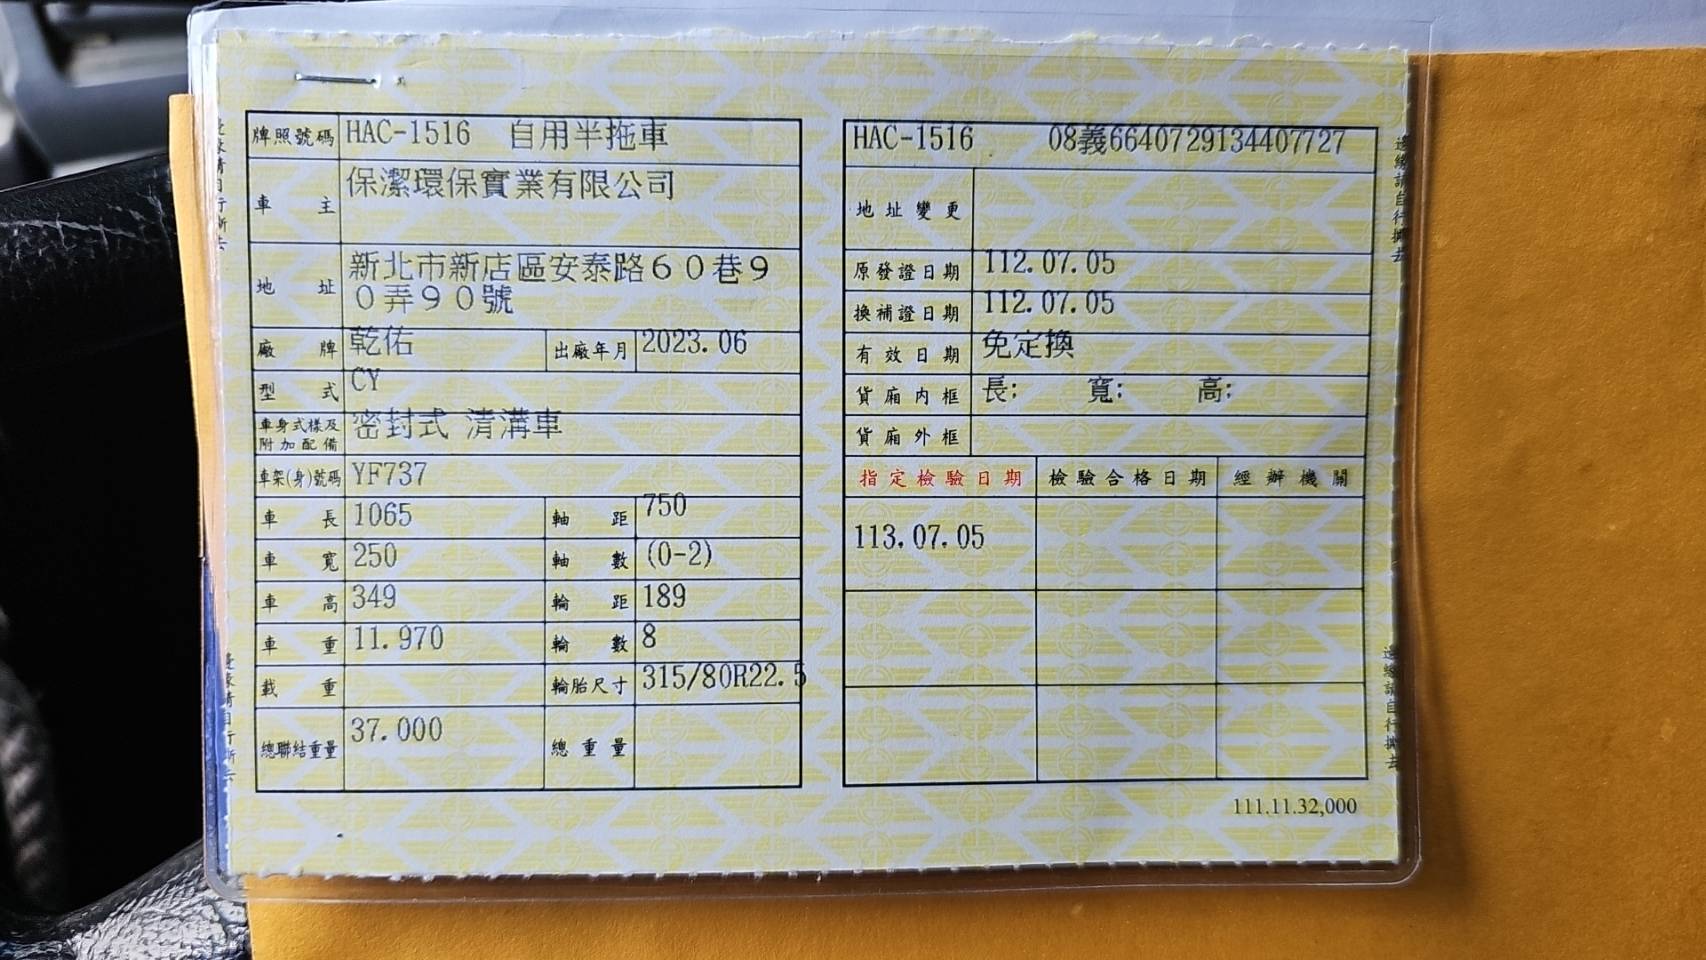 牌照號碼 HAC-1516 自用半拖車
車主 保潔環保實業有限公司
地址 新北市新店區安泰路60巷9
0弄90號
廠牌 乾佑 出廠年月 2023.06
型式 CY
車身式樣及附加配備 密封式 清溝車
車架(身)號碼 YF737
車長 1065 軸距 750
車寬 250 軸數 (0-2)
車高 349 輪距 189
車重 11.970 輪數 8
載重 輪胎尺寸 315/80R22.5
總聯結重量 37.000 總重量
HAC-1516 08義6640729134407727
地址變更
原發證日期 112.07.05
換補證日期 112.07.05
有效日期 免定換
貨廂內框 長: 寬: 高:
貨廂外框
指定檢驗日期 檢驗合格日期 經辦機關
113.07.05
111.11.32,000